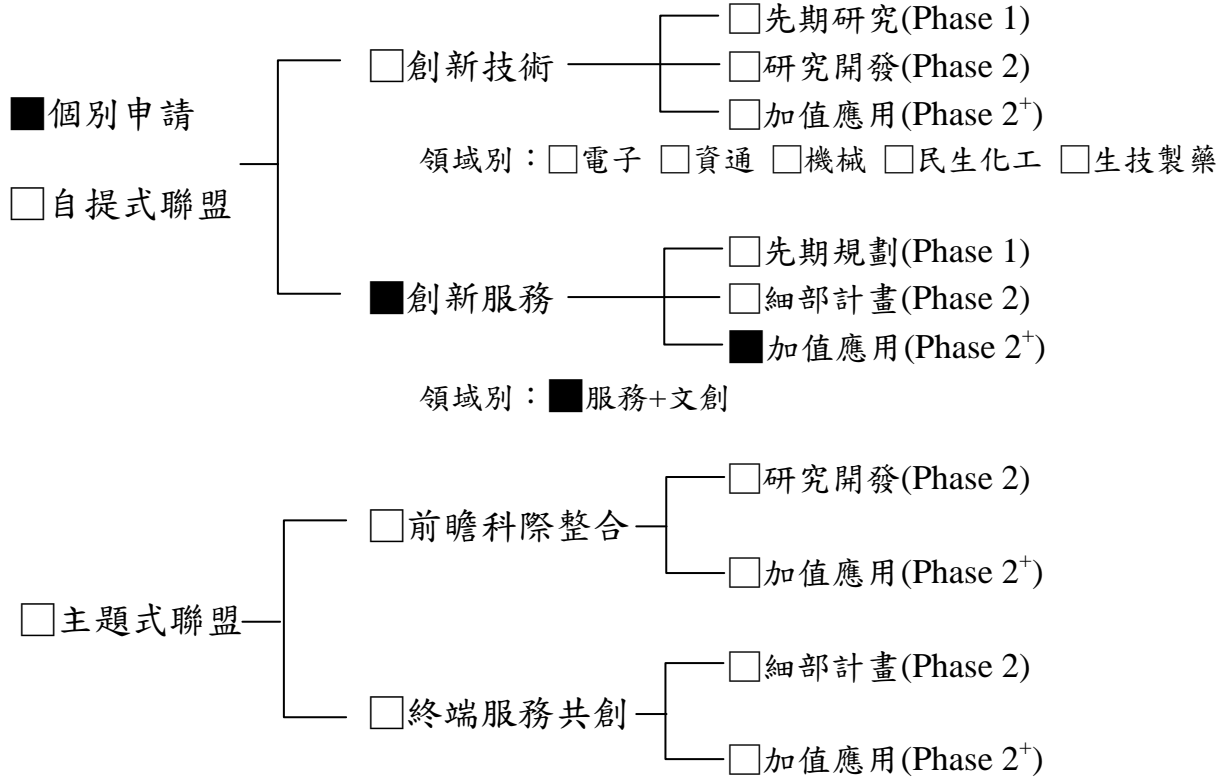 ■個別申請
□自提式聯盟
□創新技術
□先期研究(Phase 1)
□研究開發(Phase 2)
□加值應用(Phase 2⁺)
領域別：□電子 □資通 □機械 □民生化工 □生技製藥
■創新服務
□先期規劃(Phase 1)
□細部計畫(Phase 2)
■加值應用(Phase 2⁺)
領域別：■服務+文創
□主題式聯盟
□前瞻科際整合
□研究開發(Phase 2)
□加值應用(Phase 2⁺)
□終端服務共創
□細部計畫(Phase 2)
□加值應用(Phase 2⁺)